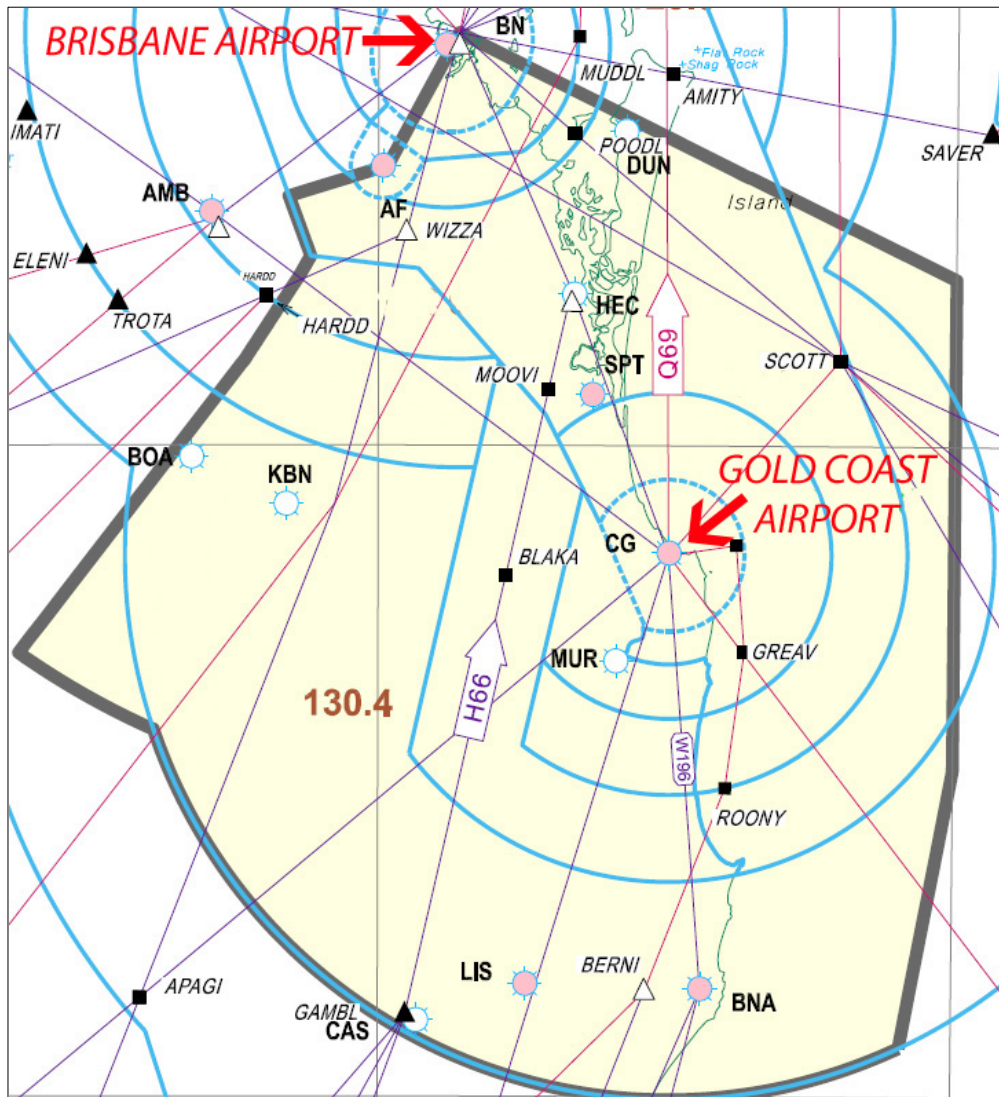 BRISBANE AIRPORT
BN
MUDDL
+Flat Rock
+Shag Rock
AMITY
IMATI
SAVER
POODL
DUN
AMB
AF
WIZZA
Island
ELENI
HARDD
TROTA
HARDD
HEC
SPT
MOOVI
Q69
SCOTT
BOA
KBN
GOLD COAST
AIRPORT
CG
BLAKA
MUR
GREAV
130.4
H66
W196
ROONY
LIS
BERNI
BNA
APAGI
GAMBL
CAS